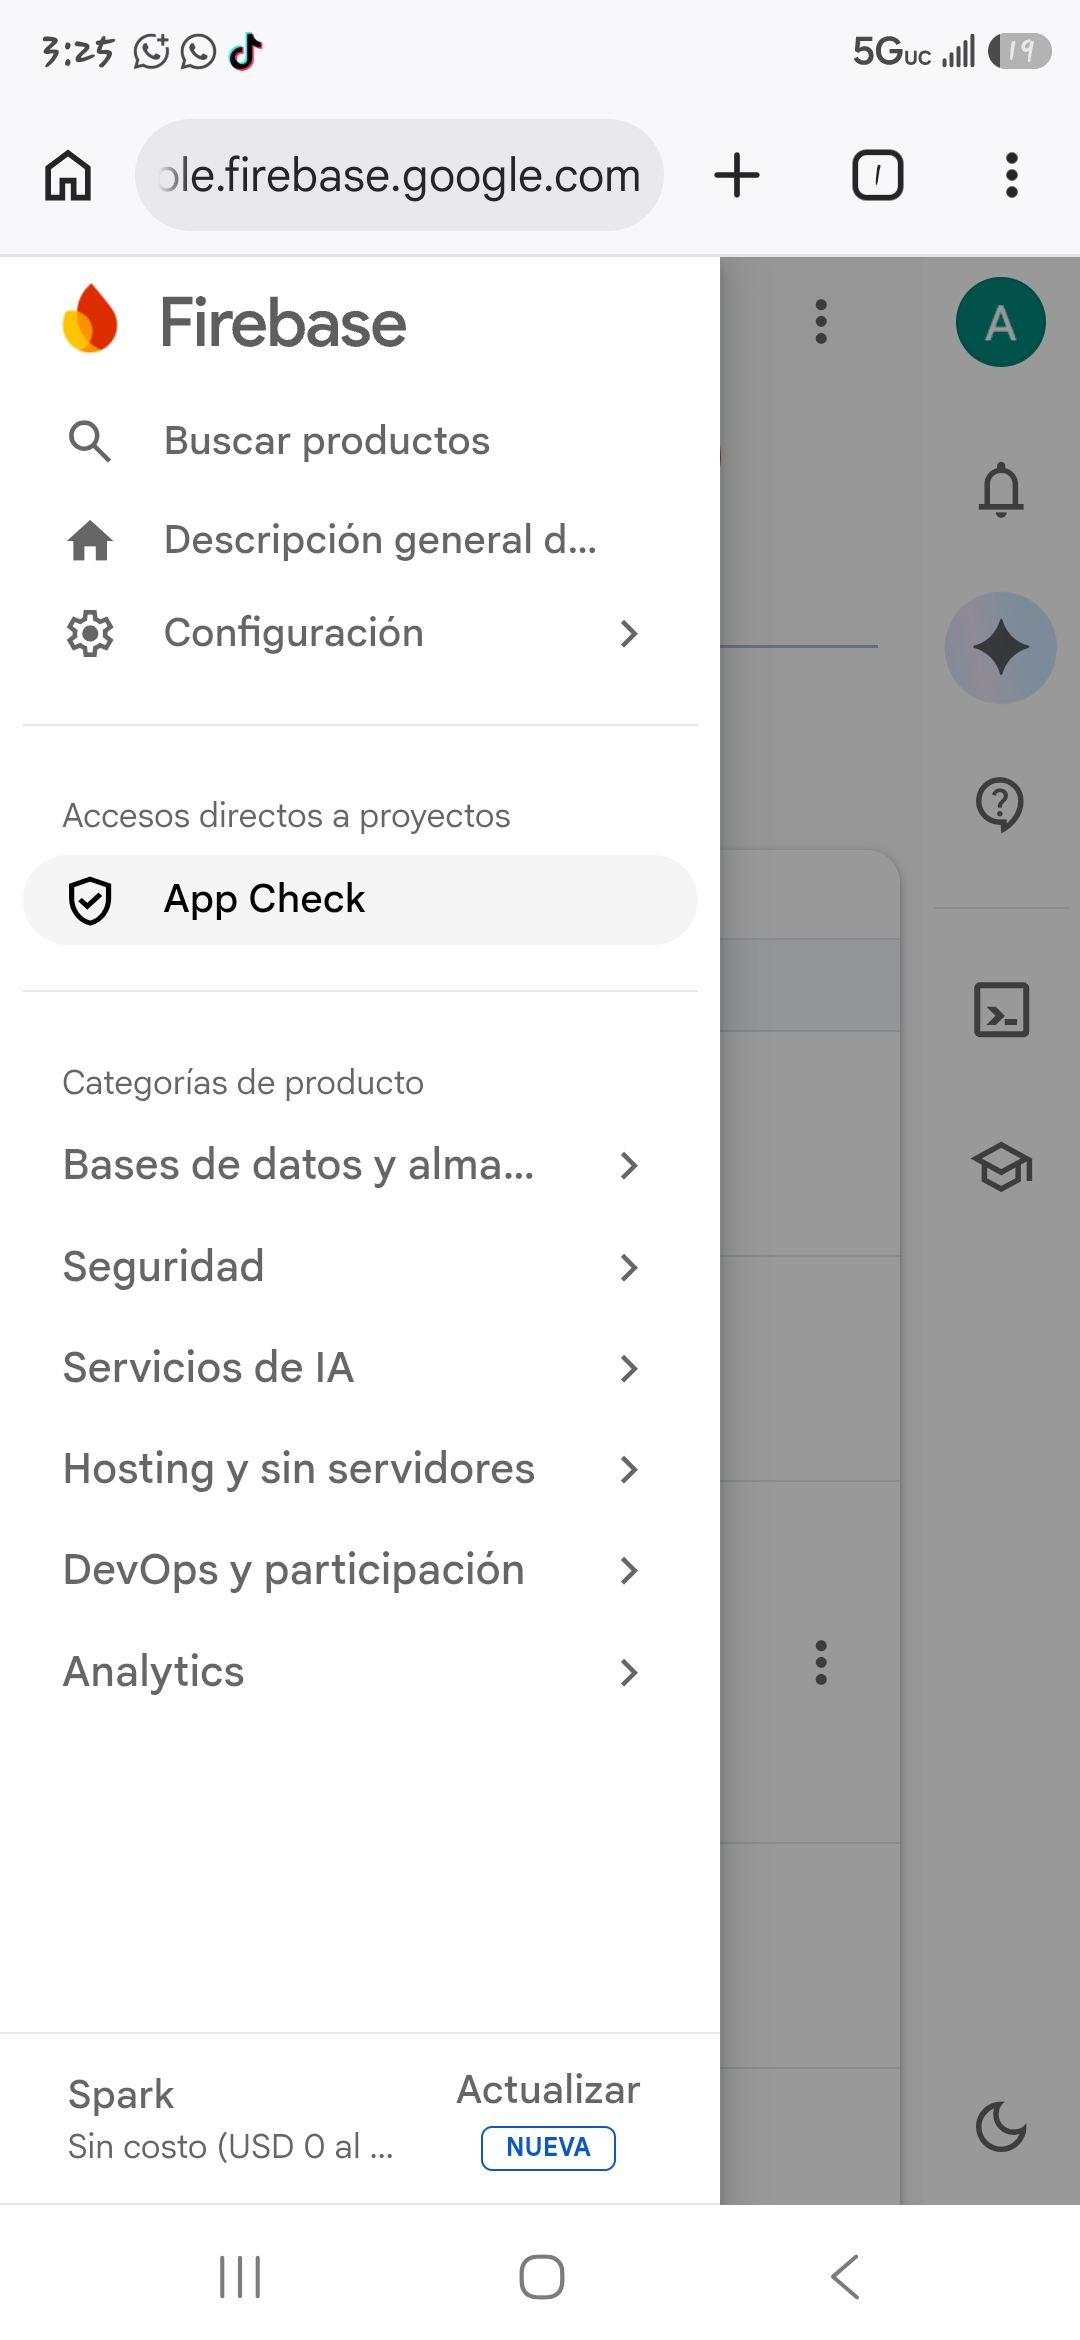 3:25
5GUC
19
ole.firebase.google.com
1
Firebase
A
Buscar productos
Descripción general d...
Configuración
Accesos directos a proyectos
App Check
Categorías de producto
Bases de datos y alma...
Seguridad
Servicios de IA
Hosting y sin servidores
DevOps y participación
Analytics
Spark
Actualizar
Sin costo (USD 0 al ...
NUEVA